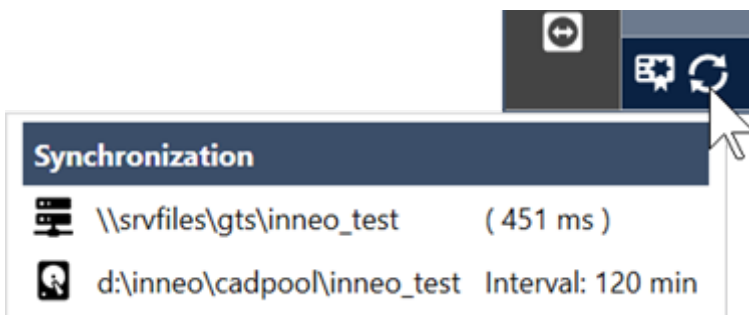 Synchronization
\\srvfiles\gts\inneo_test ( 451 ms )
d:\inneo\cadpool\inneo_test Interval: 120 min